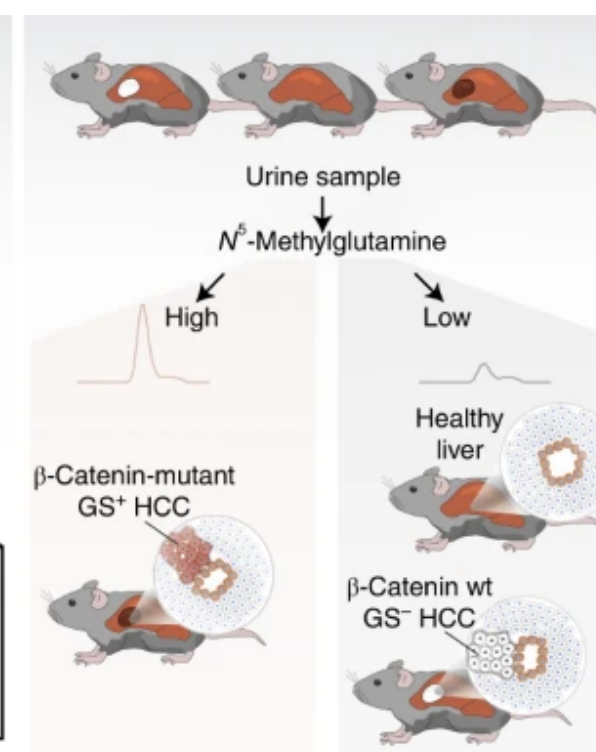 Urine sample
N⁵-Methylglutamine
High
Low
Healthy
liver
β-Catenin-mutant
GS⁺ HCC
β-Catenin wt
GS⁻ HCC